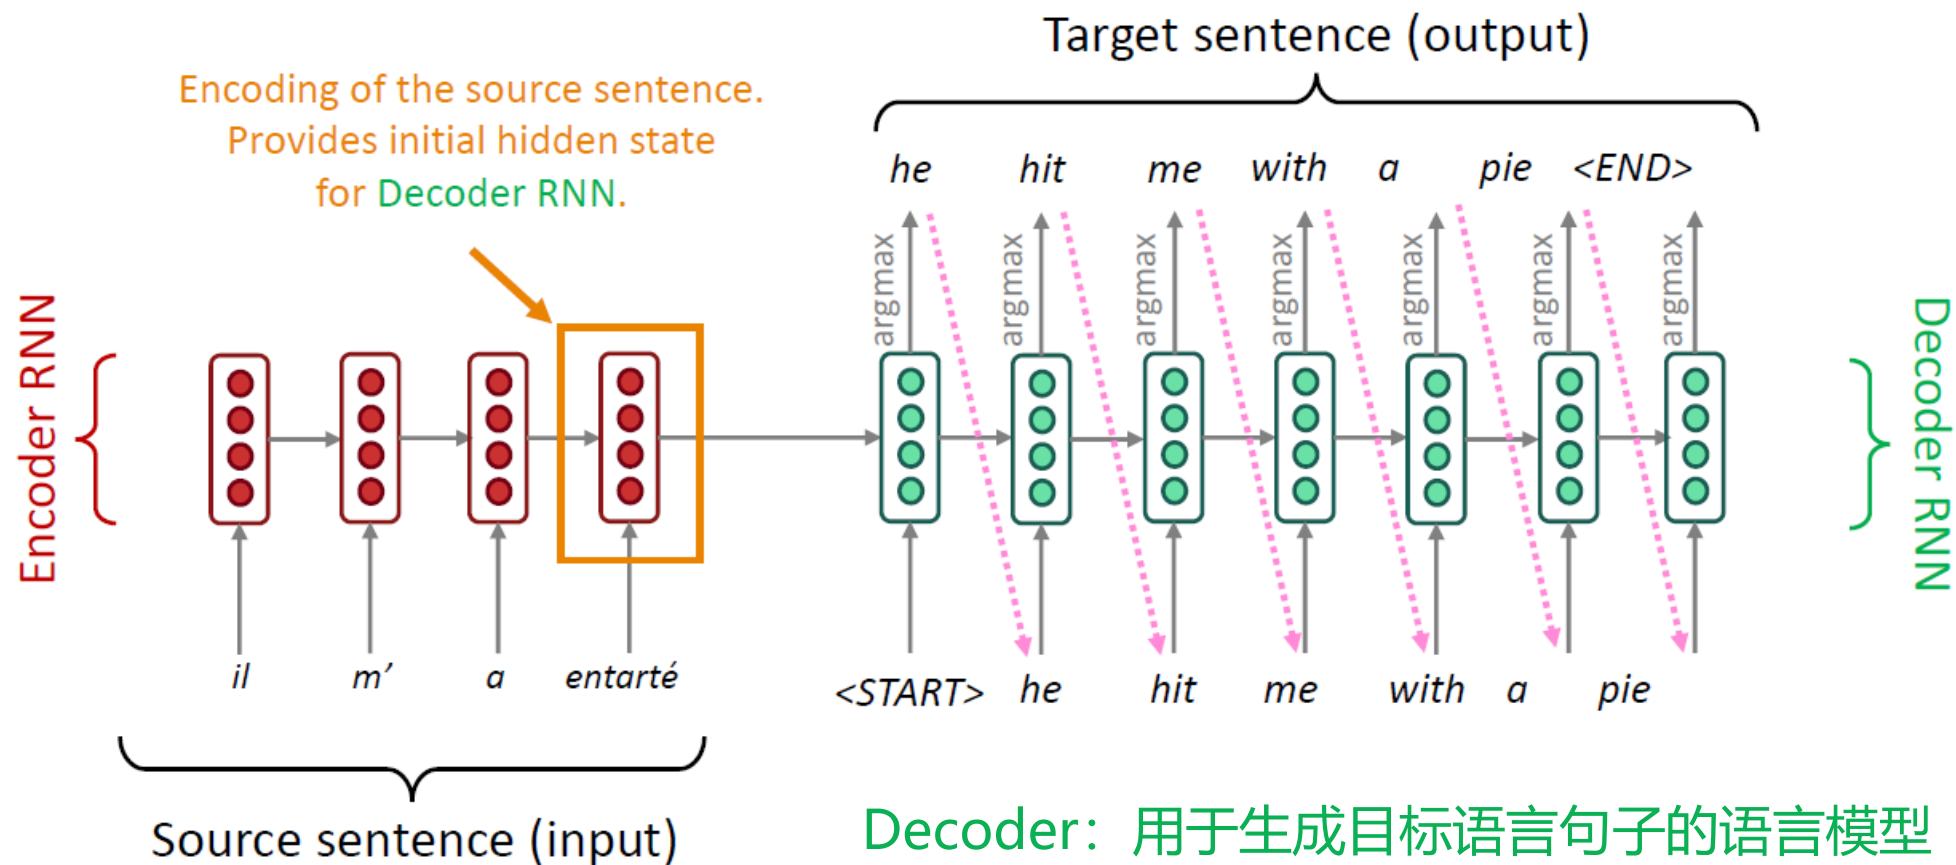 Target sentence (output)
Encoding of the source sentence.
Provides initial hidden state
for Decoder RNN.
he hit me with a pie <END>
argmax argmax argmax argmax argmax argmax argmax
Encoder RNN
Decoder RNN
il m’ a entarté
<START> he hit me with a pie
Source sentence (input)
Decoder：用于生成目标语言句子的语言模型